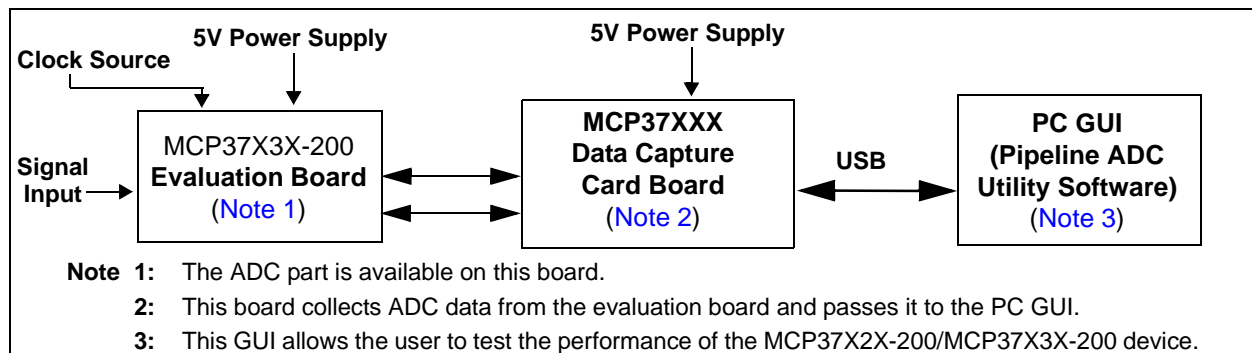 5V Power Supply
5V Power Supply
Clock Source
Signal
Input
MCP37X3X-200
Evaluation Board
(Note 1)
MCP37XXX
Data Capture
Card Board
(Note 2)
USB
PC GUI
(Pipeline ADC
Utility Software)
(Note 3)
Note 1: The ADC part is available on this board.
2: This board collects ADC data from the evaluation board and passes it to the PC GUI.
3: This GUI allows the user to test the performance of the MCP37X2X-200/MCP37X3X-200 device.